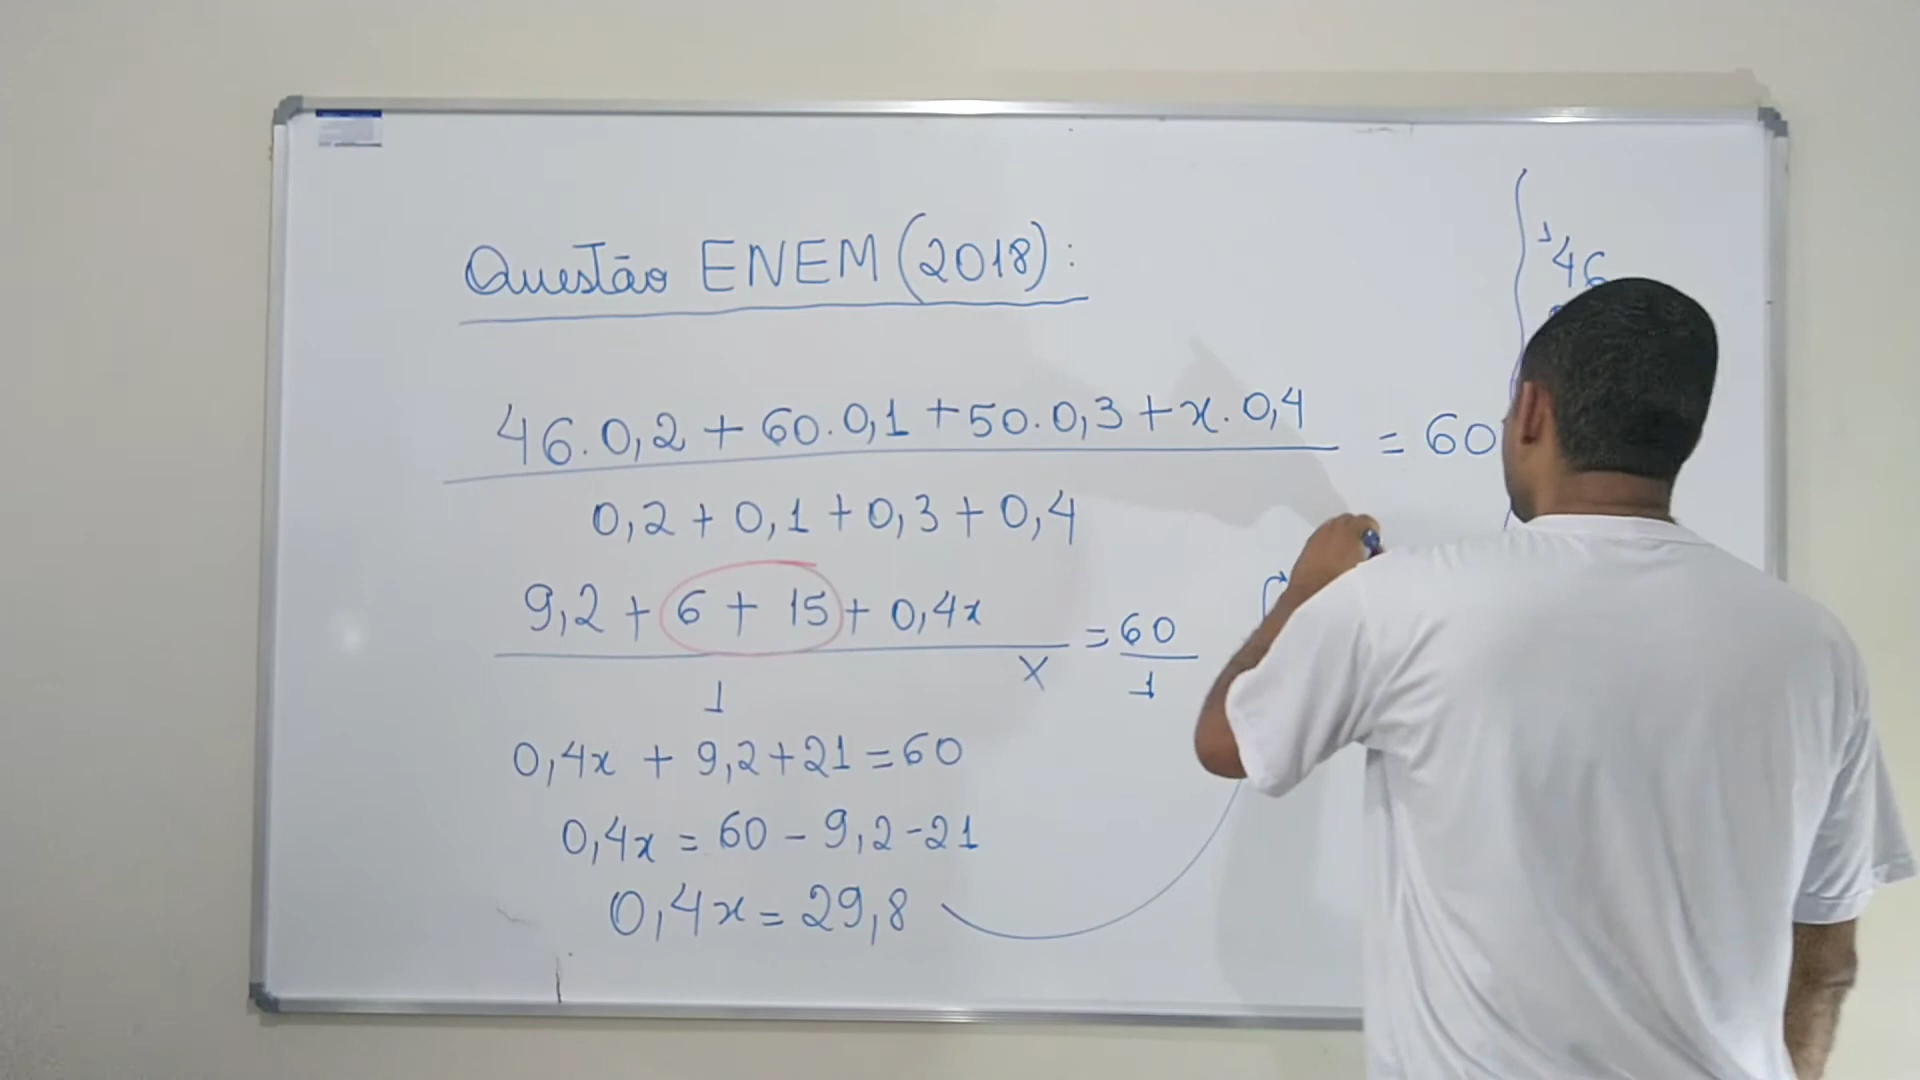 Questão ENEM (2018):
46.0,2 + 60.0,1 + 50.0,3 + x.0,4 = 60
0,2 + 0,1 + 0,3 + 0,4
9,2 + 6 + 15 + 0,4x = 60
1 X 1
0,4x + 9,2 + 21 = 60
0,4x = 60 - 9,2 - 21
0,4x = 29,8
1
46